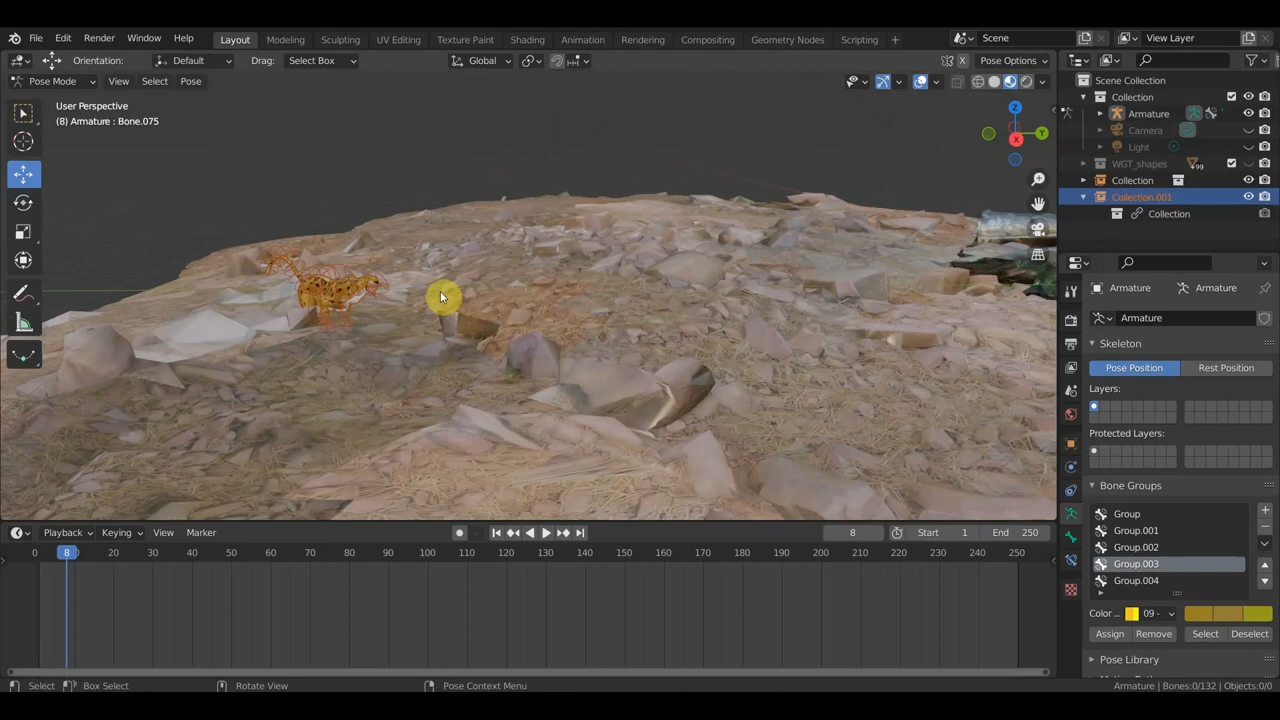 File Edit Render Window Help
Layout Modeling Sculpting UV Editing Texture Paint Shading Animation Rendering Compositing Geometry Nodes Scripting +
Scene View Layer
Orientation: Default Drag: Select Box Global X Pose Options
Pose Mode View Select Pose
User Perspective
(8) Armature : Bone.075
Z
Y
X
Scene Collection
Collection
Armature
Camera
Light
WGT_shapes +99
Collection
Collection.001
Collection
Armature Armature
Armature
Skeleton
Pose Position Rest Position
Layers:
Protected Layers:
Bone Groups
Group
Group.001
Group.002
Group.003
Group.004
Color ... 09 -
Assign Remove Select Deselect
Pose Library
Playback Keying View Marker 8 Start 1 End 250
0 8 20 30 40 50 60 70 80 90 100 110 120 130 140 150 160 170 180 190 200 210 220 230 240 250
Select Box Select Rotate View Pose Context Menu Armature | Bones:0/132 | Objects:0/0